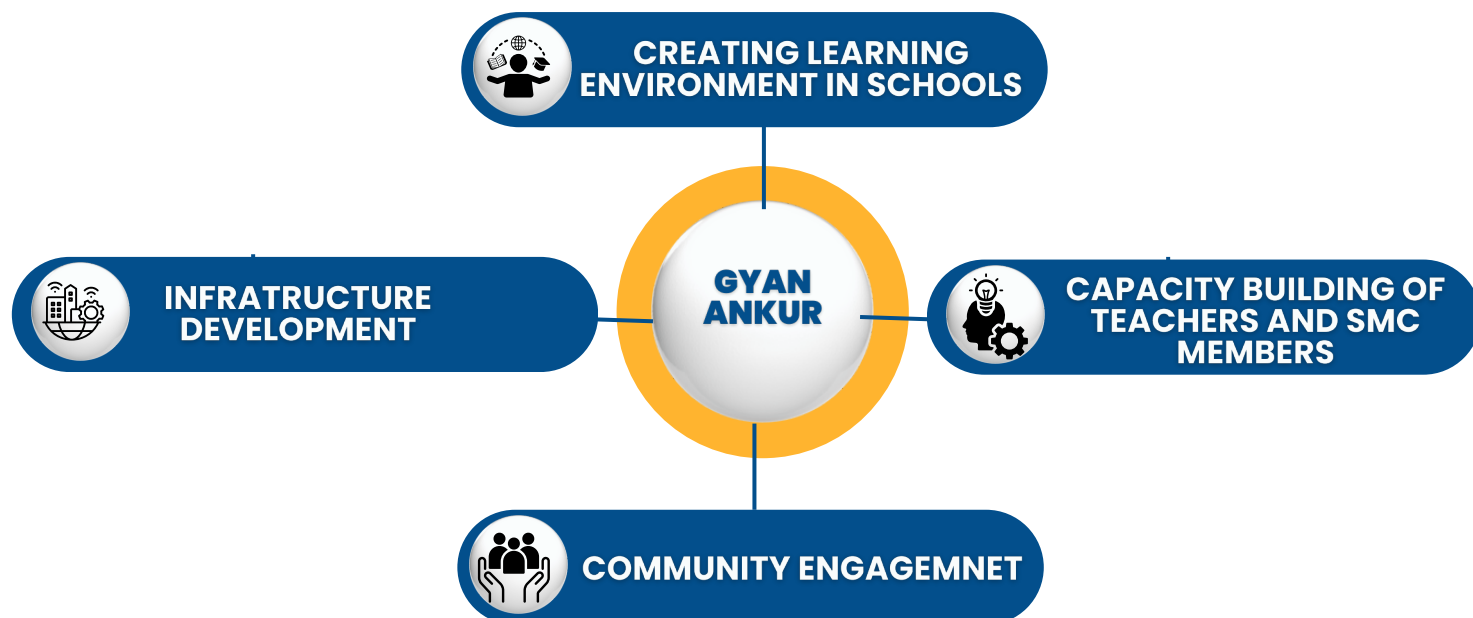 CREATING LEARNING
ENVIRONMENT IN SCHOOLS
GYAN
ANKUR
INFRATRUCTURE
DEVELOPMENT
CAPACITY BUILDING OF
TEACHERS AND SMC
MEMBERS
COMMUNITY ENGAGEMNET